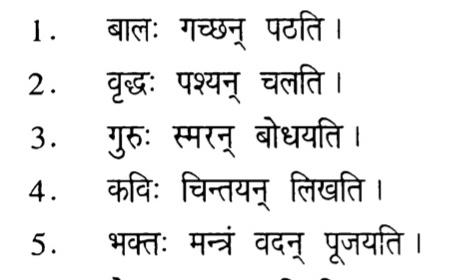 1. बालः गच्छन् पठति ।
2. वृद्धः पश्यन् चलति ।
3. गुरुः स्मरन् बोधयति ।
4. कविः चिन्तयन् लिखति ।
5. भक्तः मन्त्रं वदन् पूजयति ।